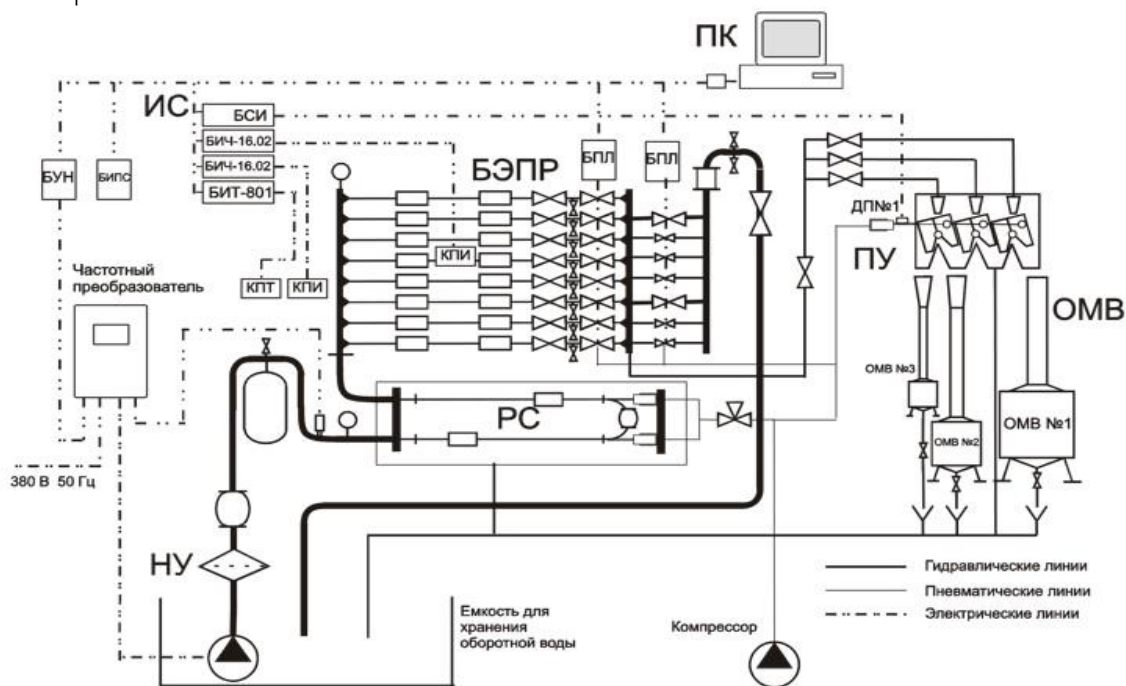 ПК
ИС
БСИ
БИЧ-16.02
БИЧ-16.02
БИТ-801
БУН
БИПС
БЭПР
БПЛ
БПЛ
ДП№1
КПИ
ПУ
КПТ
КПИ
Частотный
преобразователь
ОМВ
ОМВ №3
РС
ОМВ №2
ОМВ №1
380 В 50 Гц
НУ
Гидравлические линии
Пневматические линии
Электрические линии
Емкость для
хранения
оборотной воды
Компрессор